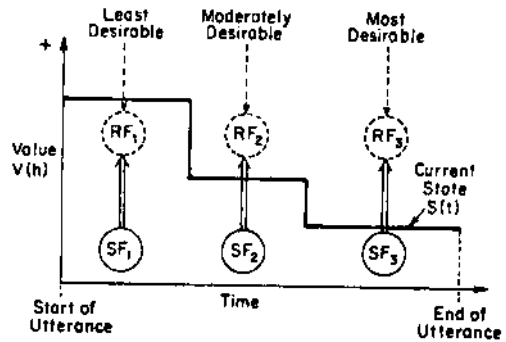 Least
Desirable
Moderately
Desirable
Most
Desirable
+
Value
V(h)
RF₁
RF₂
RF₃
Current
State
S(t)
SF₁
SF₂
SF₃
Start of
Utterance
Time
End of
Utterance